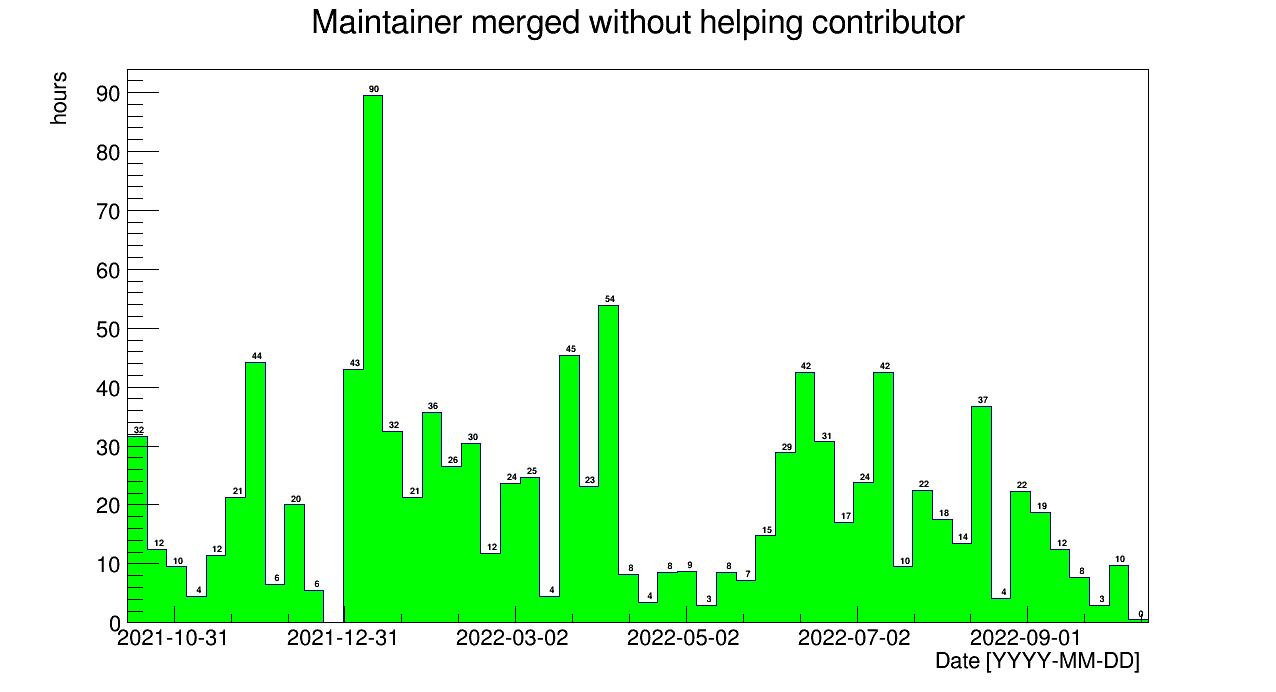 Maintainer merged without helping contributor
hours
90
80
70
60
50
40
30
20
10
0
32 12 10 4 12 21 44 6 20 6 43 90 32 21 36 26 30 12 24 25 4 45 23 54 8 4 8 9 3 8 7 15 29 42 31 17 24 42 10 22 18 14 37 4 22 19 12 8 3 10 0
2021-10-31 2021-12-31 2022-03-02 2022-05-02 2022-07-02 2022-09-01
Date [YYYY-MM-DD]